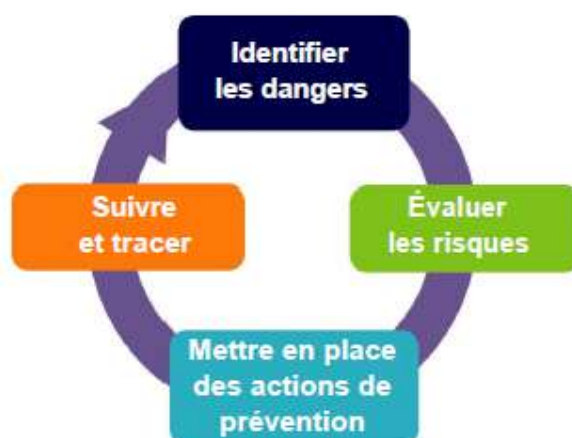 Identifier
les dangers
Évaluer
les risques
Mettre en place
des actions de
prévention
Suivre
et tracer